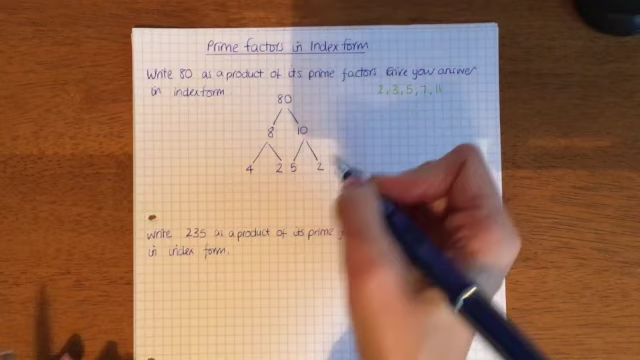 Prime factors in Index form
Write 80 as a product of its prime factors Give your answer
in index form
2, 3, 5, 7, 11
80
8 10
4 2 5 2
Write 235 as a product of its prime
in index form.